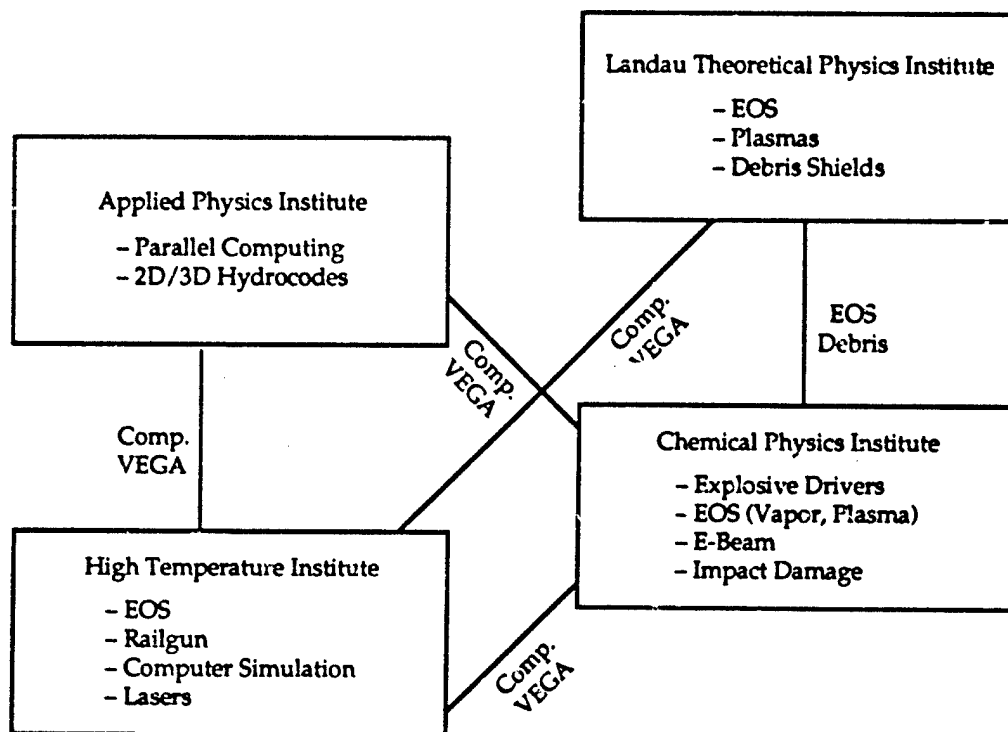 Landau Theoretical Physics Institute
– EOS
– Plasmas
– Debris Shields
Applied Physics Institute
– Parallel Computing
– 2D/3D Hydrocodes
Comp.
VEGA
Comp.
VEGA
EOS
Debris
Comp.
VEGA
Chemical Physics Institute
– Explosive Drivers
– EOS (Vapor, Plasma)
– E-Beam
– Impact Damage
High Temperature Institute
– EOS
– Railgun
– Computer Simulation
– Lasers
Comp.
VEGA